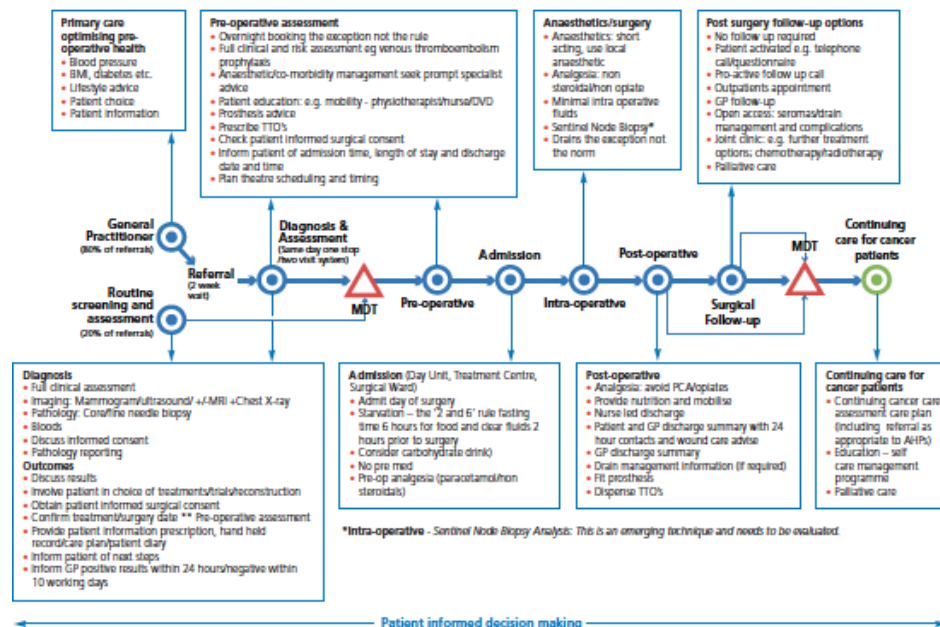 Primary care
optimising pre-
operative health
• Blood pressure
• BMI, diabetes etc.
• Lifestyle advice
• Patient choice
• Patient information
Pre-operative assessment
• Overnight booking the exception not the rule
• Full clinical and risk assessment eg venous thromboembolism
prophylaxis
• Anaesthetic/co-morbidity management seek prompt specialist
advice
• Patient education: e.g. mobility - physiotherapist/nurse/DVD
• Prosthesis advice
• Prescribe TTO's
• Check patient informed surgical consent
• Inform patient of admission time, length of stay and discharge
date and time
• Plan theatre scheduling and timing
Anaesthetics/surgery
• Anaesthetics: short
acting, use local
anaesthetic
• Analgesia: non
steroidal/non opiate
• Minimal intra operative
fluids
• Sentinel Node Biopsy*
• Drains the exception not
the norm
Post surgery follow-up options
• No follow up required
• Patient activated e.g. telephone
call/questionnaire
• Pro-active follow up call
• Outpatients appointment
• GP follow-up
• Open access: seromas/drain
management and complications
• Joint clinic: e.g. further treatment
options; chemotherapy/radiotherapy
• Palliative care
General
Practitioner
(80% of referrals)
Referral
(2 week
wait)
Routine
screening and
assessment
(20% of referrals)
Diagnosis &
Assessment
(Same day one stop
/two visit system)
MDT
Pre-operative
Admission
Intra-operative
Post-operative
Surgical
Follow-up
MDT
Continuing
care for cancer
patients
Diagnosis
• Full clinical assessment
• Imaging: Mammogram/ultrasound/ +/-MRI +Chest X-ray
• Pathology: Core/fine needle biopsy
• Bloods
• Discuss informed consent
• Pathology reporting
Outcomes
• Discuss results
• Involve patient in choice of treatments/trials/reconstruction
• Obtain patient informed surgical consent
• Confirm treatment/surgery date ** Pre-operative assessment
• Provide patient information prescription, hand held
record/care plan/patient diary
• Inform patient of next steps
• Inform GP positive results within 24 hours/negative within
10 working days
Admission (Day Unit, Treatment Centre,
Surgical Ward)
• Admit day of surgery
• Starvation – the '2 and 6' rule fasting
time 6 hours for food and clear fluids 2
hours prior to surgery
• Consider carbohydrate drink)
• No pre med
• Pre-op analgesia (paracetamol/non
steroidals)
Post-operative
• Analgesia: avoid PCA/opiates
• Provide nutrition and mobilise
• Nurse led discharge
• Patient and GP discharge summary with 24
hour contacts and wound care advise
• GP discharge summary
• Drain management information (if required)
• Fit prosthesis
• Dispense TTO's
Continuing care for
cancer patients
• Continuing cancer care
assessment care plan
(including referral as
appropriate to AHPs)
• Education – self
care management
programme
• Palliative care
*Intra-operative - Sentinel Node Biopsy Analysis: This is an emerging technique and needs to be evaluated.
Patient informed decision making